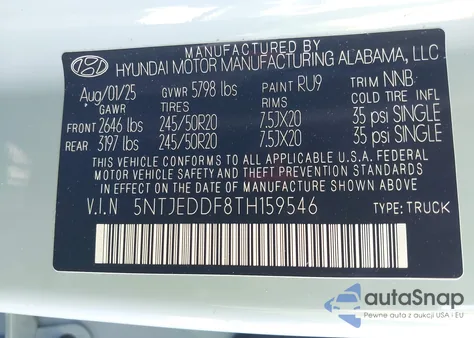 MANUFACTURED BY
HYUNDAI MOTOR MANUFACTURING ALABAMA, LLC
Aug/01/25 GVWR 5798 lbs PAINT RU9 TRIM NNB
GAWR TIRES RIMS COLD TIRE INFL
FRONT 2646 lbs 245/50R20 7.5JX20 35 psi SINGLE
REAR 3197 lbs 245/50R20 7.5JX20 35 psi SINGLE
THIS VEHICLE CONFORMS TO ALL APPLICABLE U.S.A. FEDERAL
MOTOR VEHICLE SAFETY AND THEFT PREVENTION STANDARDS
IN EFFECT ON THE DATE OF MANUFACTURE SHOWN ABOVE.
V.I.N 5NTJEDDF8TH159546 TYPE: TRUCK
autoSnap
Pewne auta z aukcji USA i EU